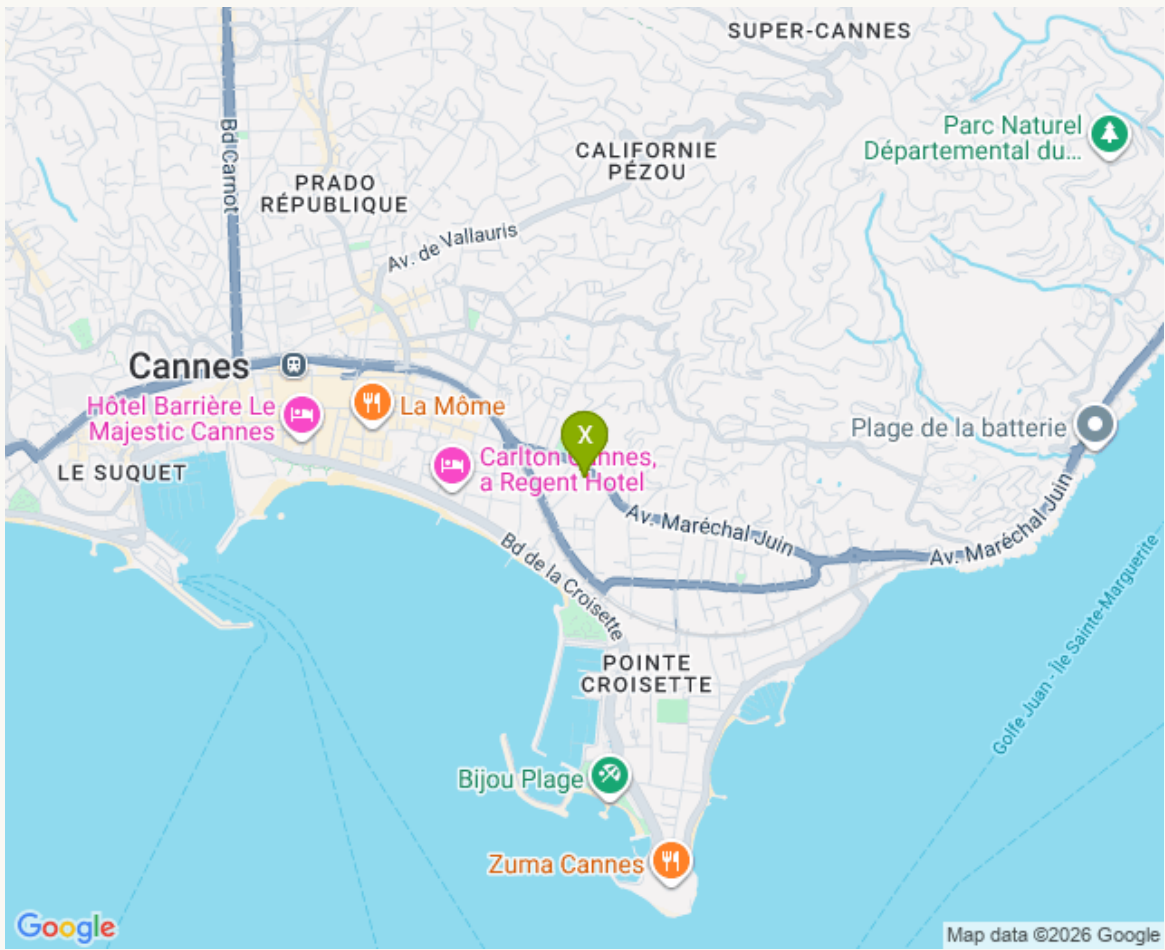 SUPER-CANNES
Parc Naturel
Départemental du...
Bd Carnot
CALIFORNIE
PÉZOU
PRADO
RÉPUBLIQUE
Av. de Vallauris
Cannes
Hôtel Barrière Le
Majestic Cannes
La Môme
X
Plage de la batterie
LE SUQUET
Carlton Cannes,
a Regent Hotel
Av. Maréchal Juin
Av. Maréchal Juin
Bd de la Croisette
Golfe Juan - Île Sainte-Marguerite
POINTE
CROISETTE
Bijou Plage
Zuma Cannes
Google
Map data ©2026 Google